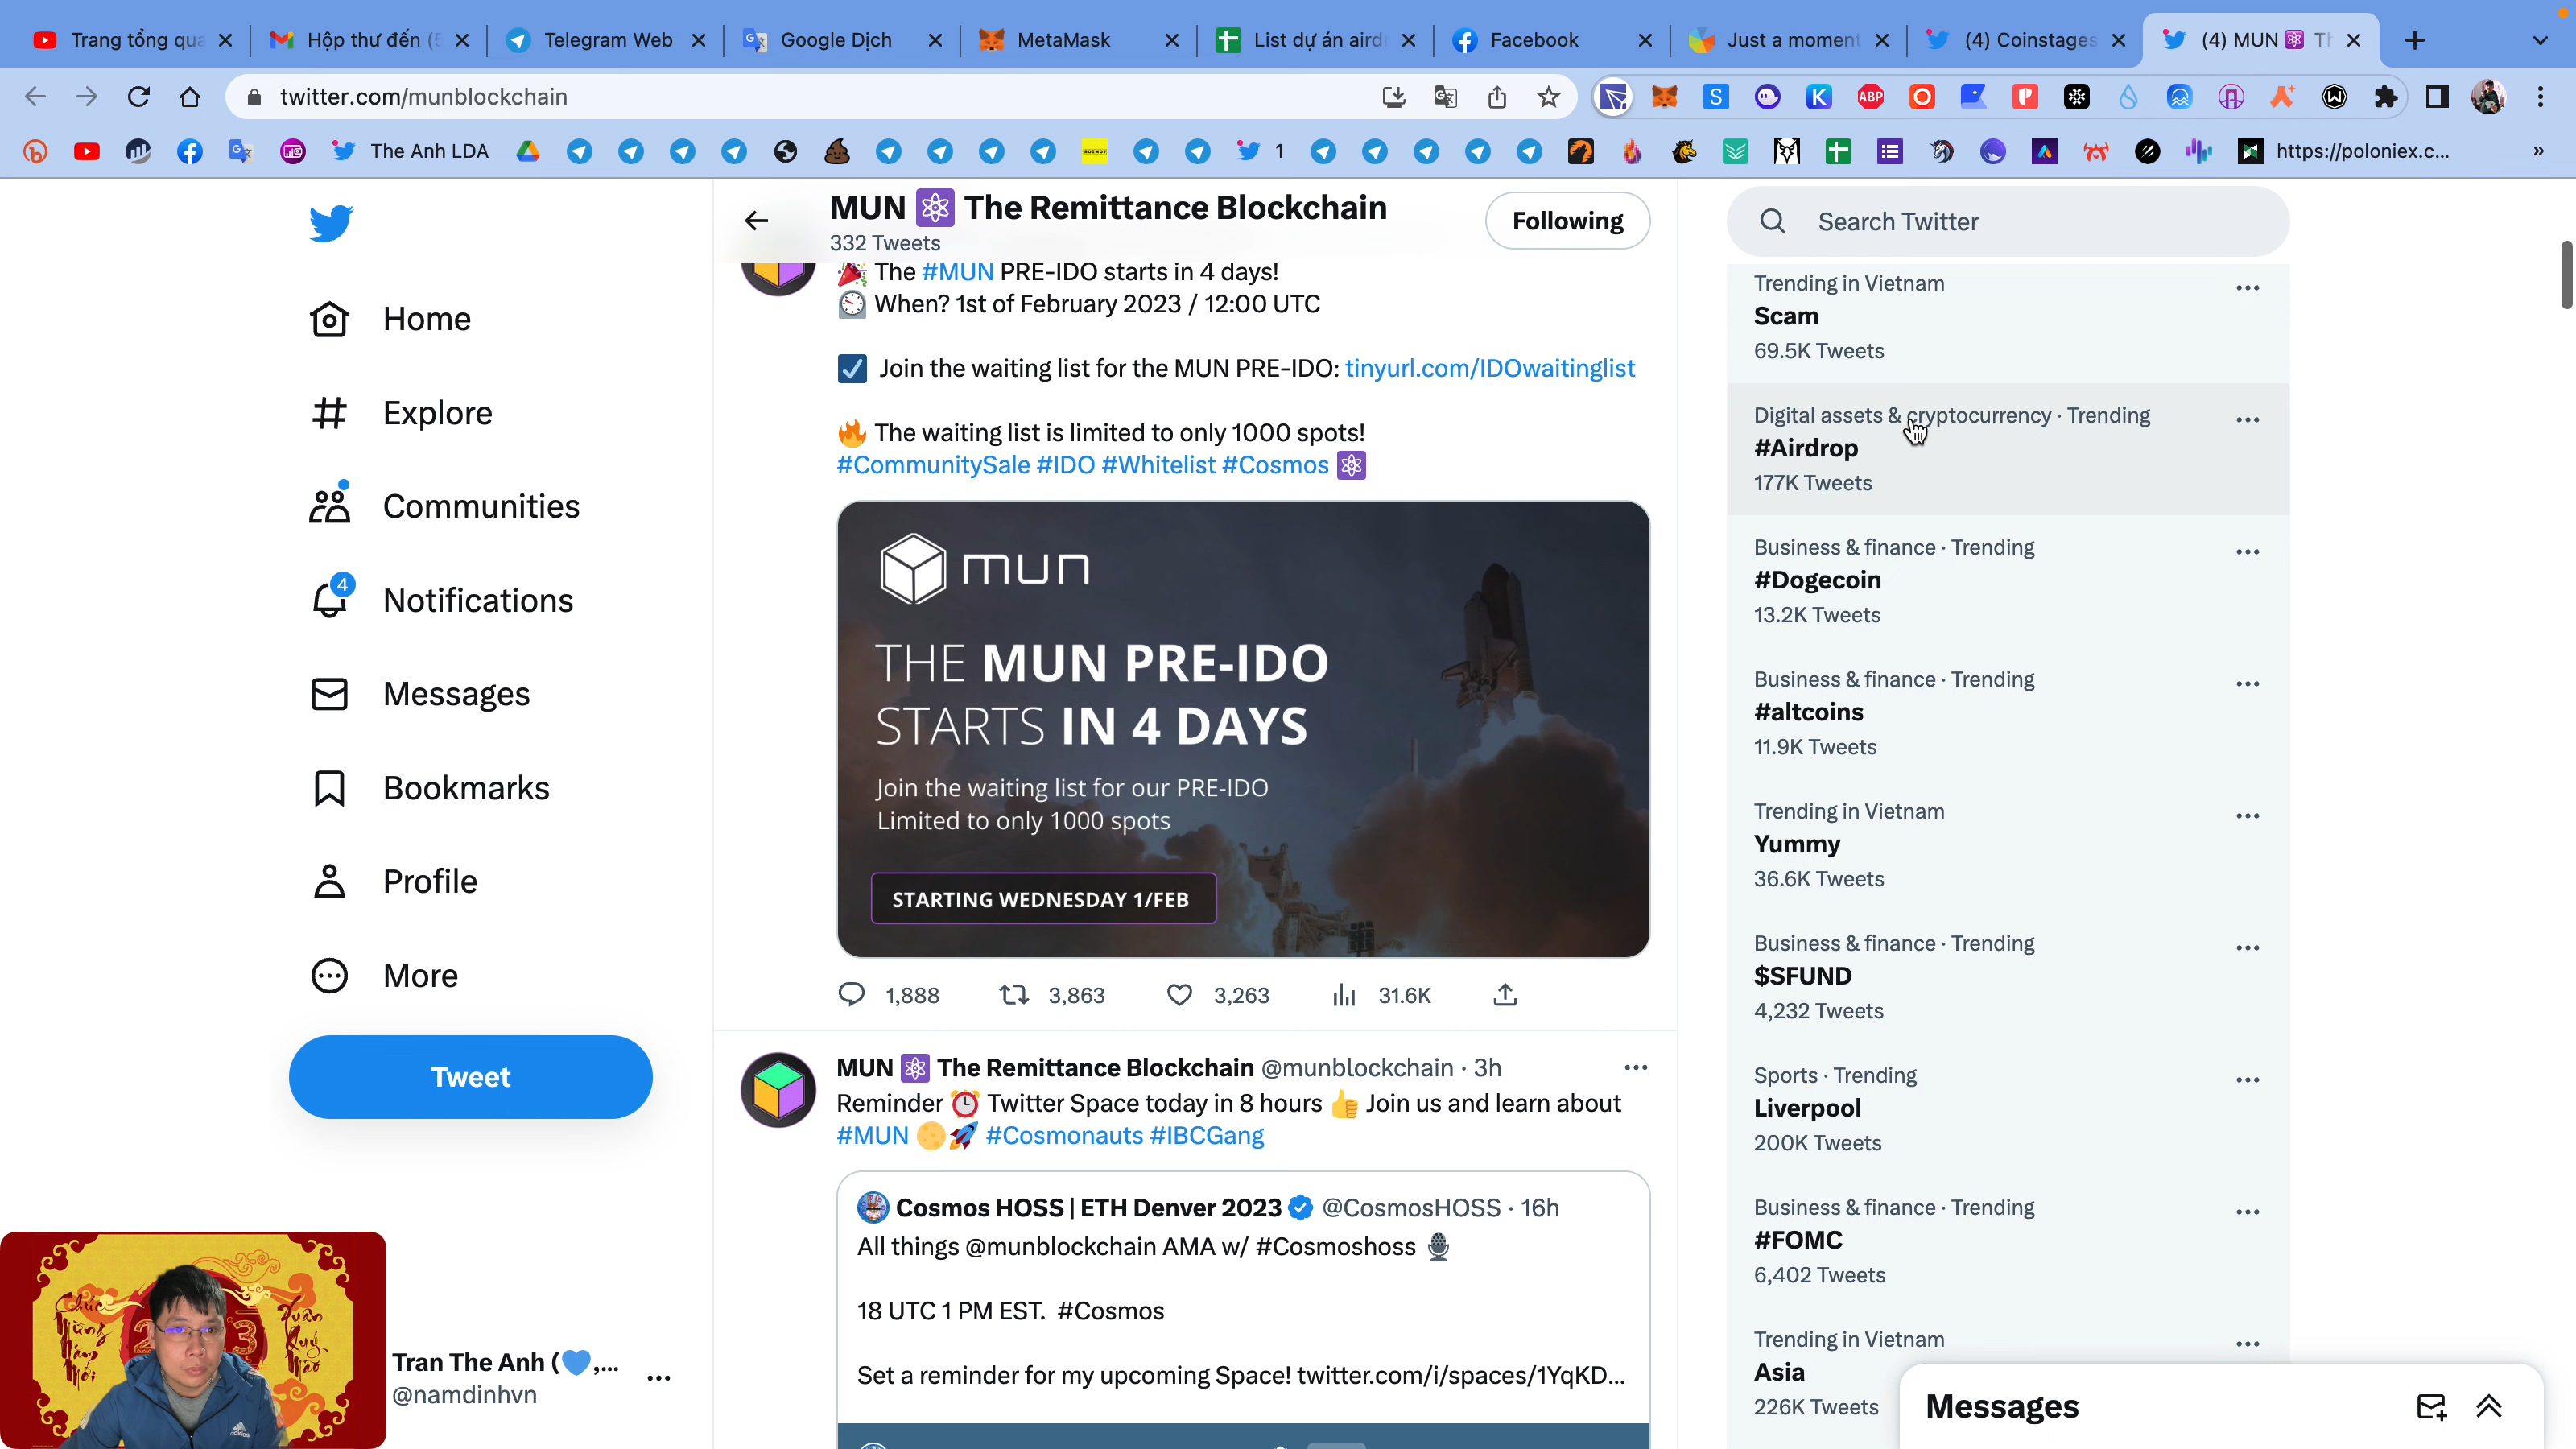 Trang tổng qua
Hộp thư đến (5
Telegram Web
Google Dịch
MetaMask
List dự án aird
Facebook
Just a moment
(4) Coinstages
(4) MUN ⚛ Th
twitter.com/munblockchain
ABP
The Anh LDA
1
https://poloniex.c...
»
MUN ⚛ The Remittance Blockchain
332 Tweets
Following
Search Twitter
Home
Explore
Communities
4
Notifications
Messages
Bookmarks
Profile
More
Tweet
🎉 The #MUN PRE-IDO starts in 4 days!
🕙 When? 1st of February 2023 / 12:00 UTC
☑ Join the waiting list for the MUN PRE-IDO: tinyurl.com/IDOwaitinglist
🔥 The waiting list is limited to only 1000 spots!
#CommunitySale #IDO #Whitelist #Cosmos ⚛
mun
THE MUN PRE-IDO
STARTS IN 4 DAYS
Join the waiting list for our PRE-IDO
Limited to only 1000 spots
STARTING WEDNESDAY 1/FEB
1,888
3,863
3,263
31.6K
MUN ⚛ The Remittance Blockchain @munblockchain · 3h
Reminder ⏰ Twitter Space today in 8 hours 👍 Join us and learn about
#MUN 🌕🚀 #Cosmonauts #IBCGang
Cosmos HOSS | ETH Denver 2023 @CosmosHOSS · 16h
All things @munblockchain AMA w/ #Cosmoshoss 🎙
18 UTC 1 PM EST. #Cosmos
Set a reminder for my upcoming Space! twitter.com/i/spaces/1YqKD...
Trending in Vietnam
Scam
69.5K Tweets
Digital assets & cryptocurrency · Trending
#Airdrop
177K Tweets
Business & finance · Trending
#Dogecoin
13.2K Tweets
Business & finance · Trending
#altcoins
11.9K Tweets
Trending in Vietnam
Yummy
36.6K Tweets
Business & finance · Trending
$SFUND
4,232 Tweets
Sports · Trending
Liverpool
200K Tweets
Business & finance · Trending
#FOMC
6,402 Tweets
Trending in Vietnam
Asia
226K Tweets
Messages
Chúc Mừng Năm Mới
Xuân Quý Mão
Tran The Anh (💙,...
@namdinhvn